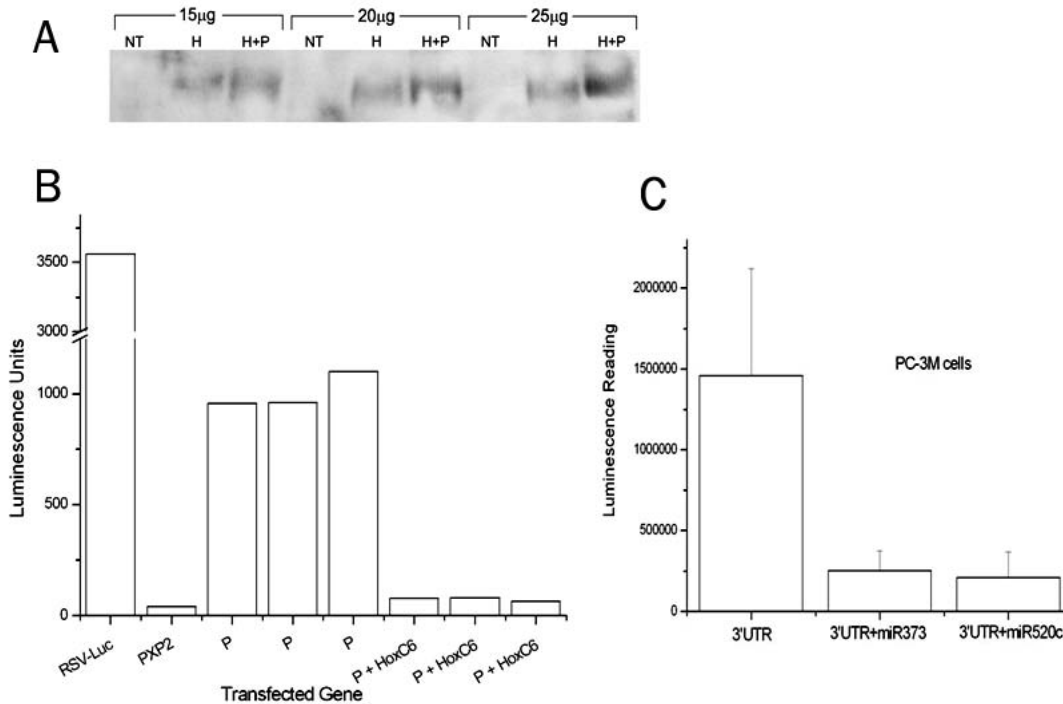 A
15µg 20µg 25µg
NT H H+P NT H H+P NT H H+P
B
Luminescence Units
3500
3000
1000
500
0
RSV-Luc PXP2 P P P P + HoxC6 P + HoxC6 P + HoxC6
Transfected Gene
C
Luminescence Reading
2000000
1500000
1000000
500000
0
PC-3M cells
3'UTR 3'UTR+miR373 3'UTR+miR520c